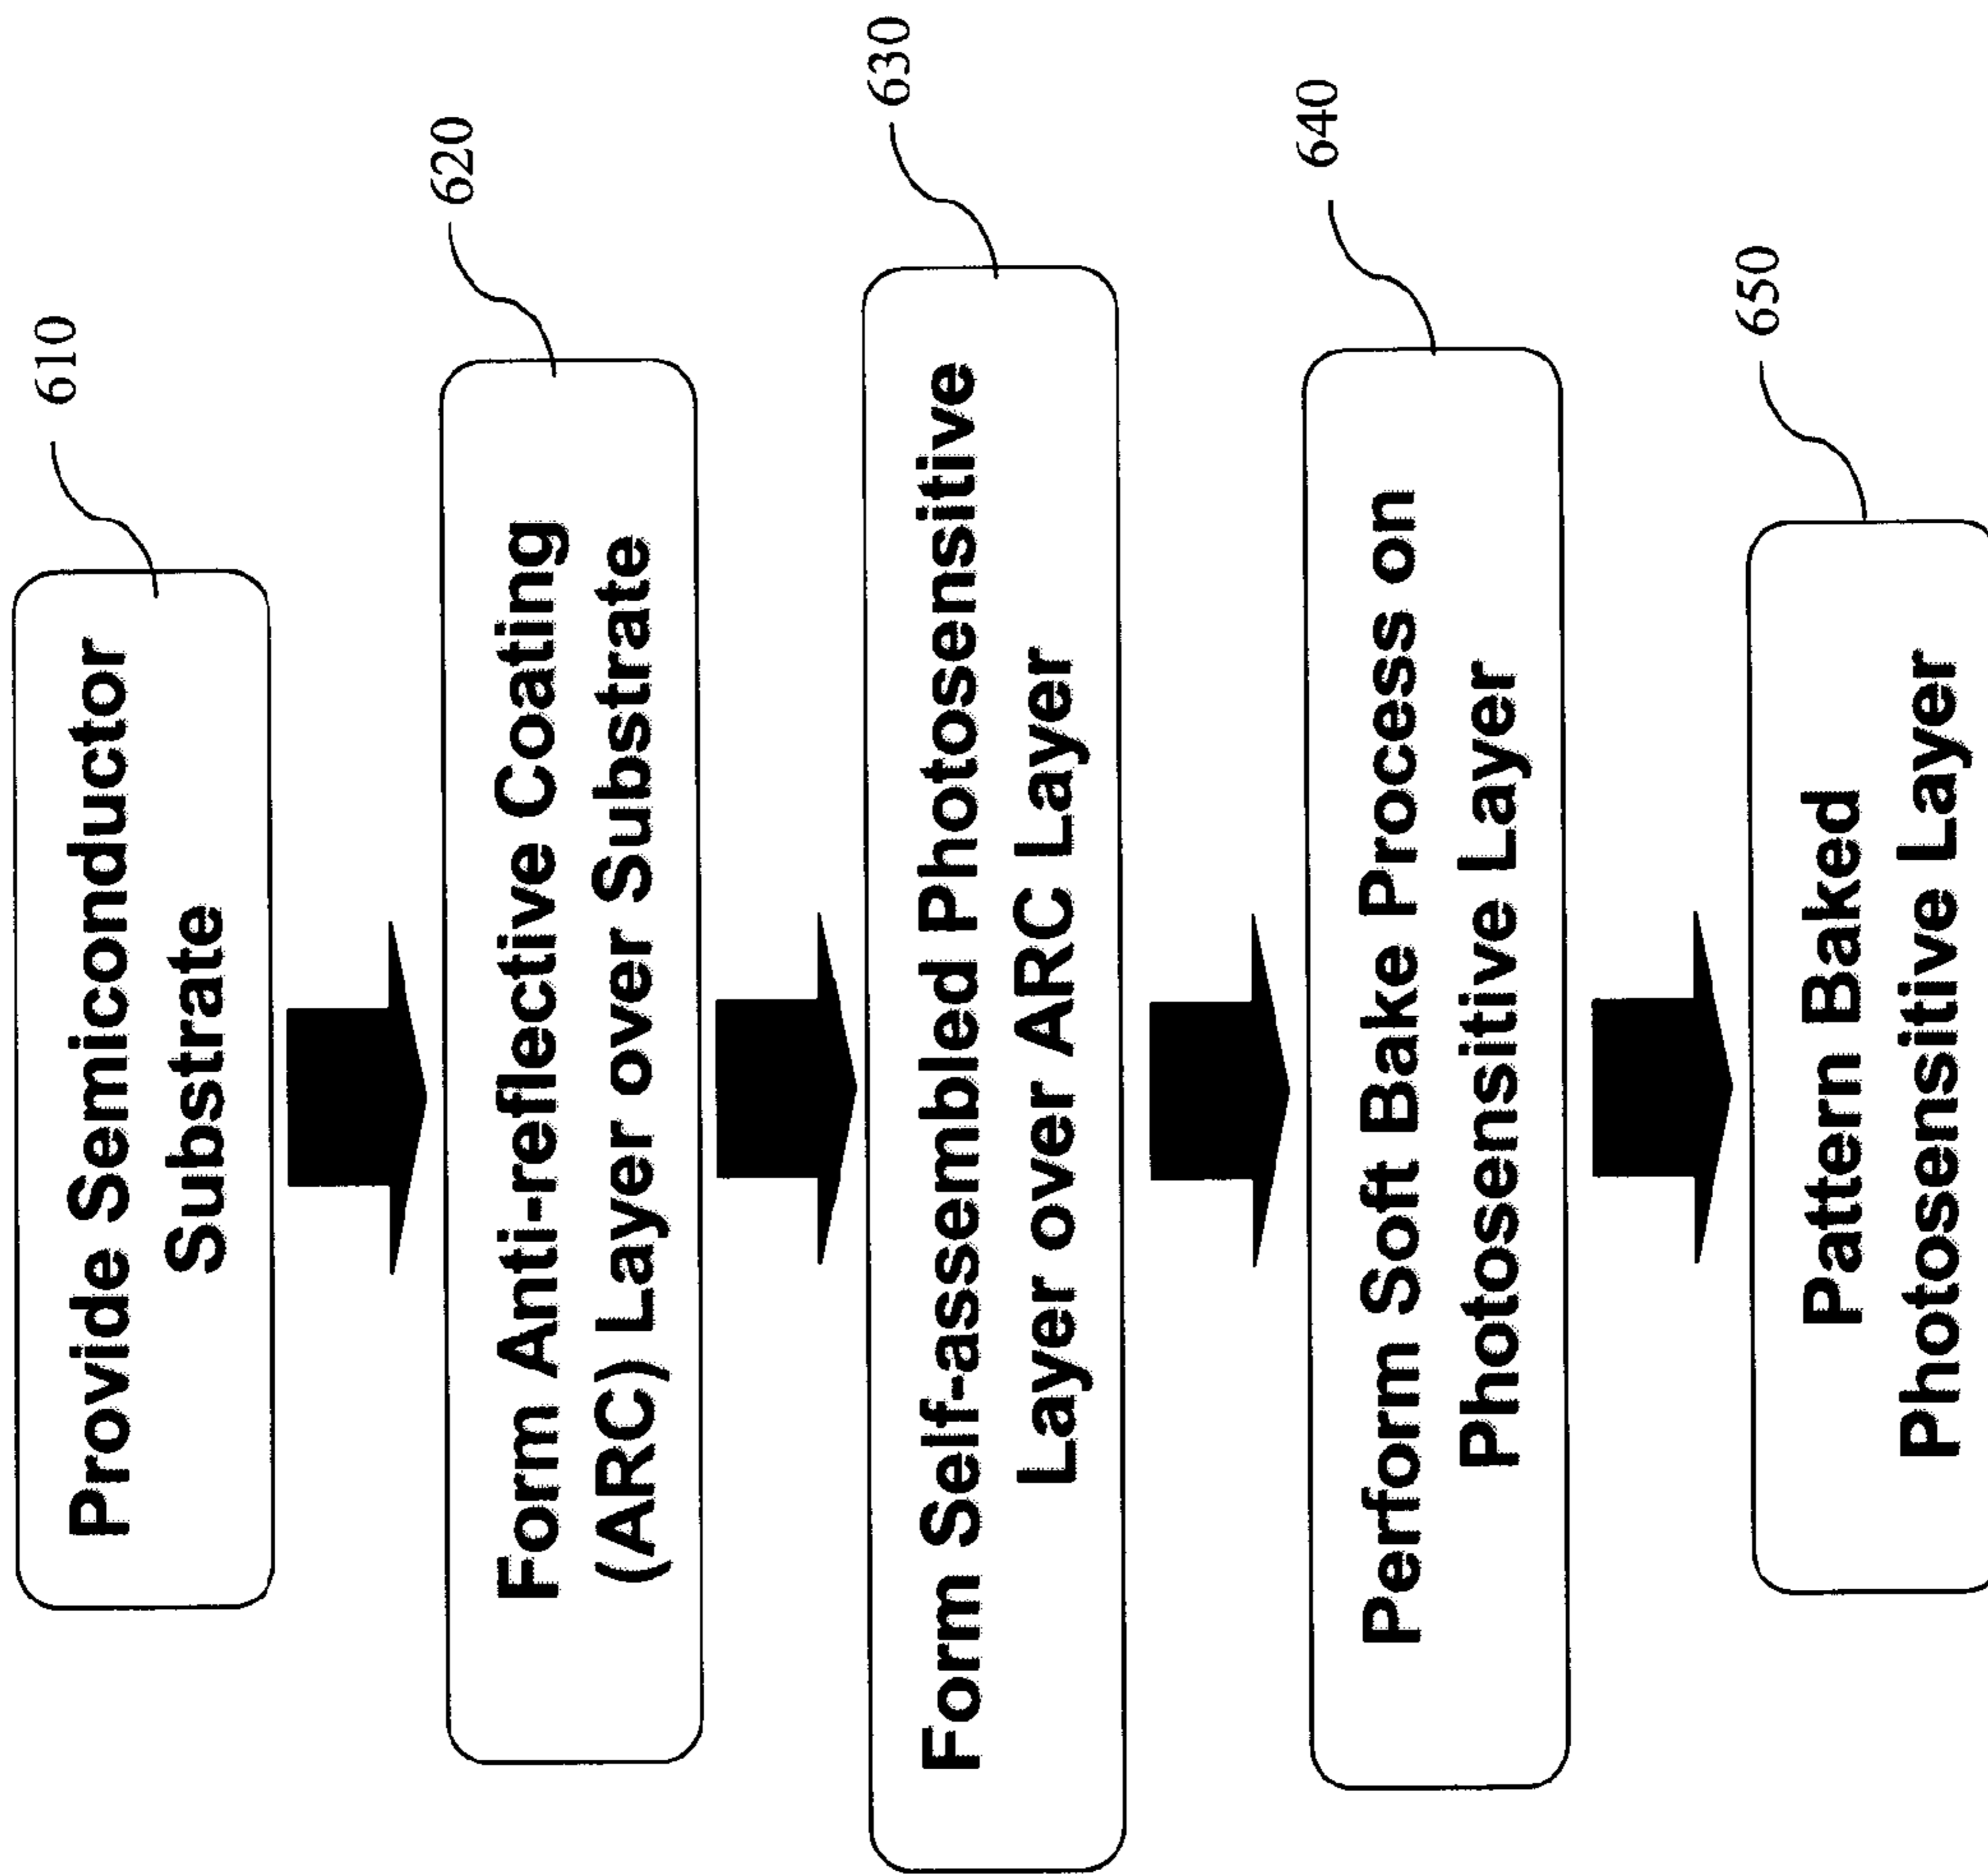 610
Provide Semiconductor
Substrate
620
Form Anti-reflective Coating
(ARC) Layer over Substrate
630
Form Self-assembled Photosensitive
Layer over ARC Layer
640
Perform Soft Bake Process on
Photosensitive Layer
650
Pattern Baked
Photosensitive Layer